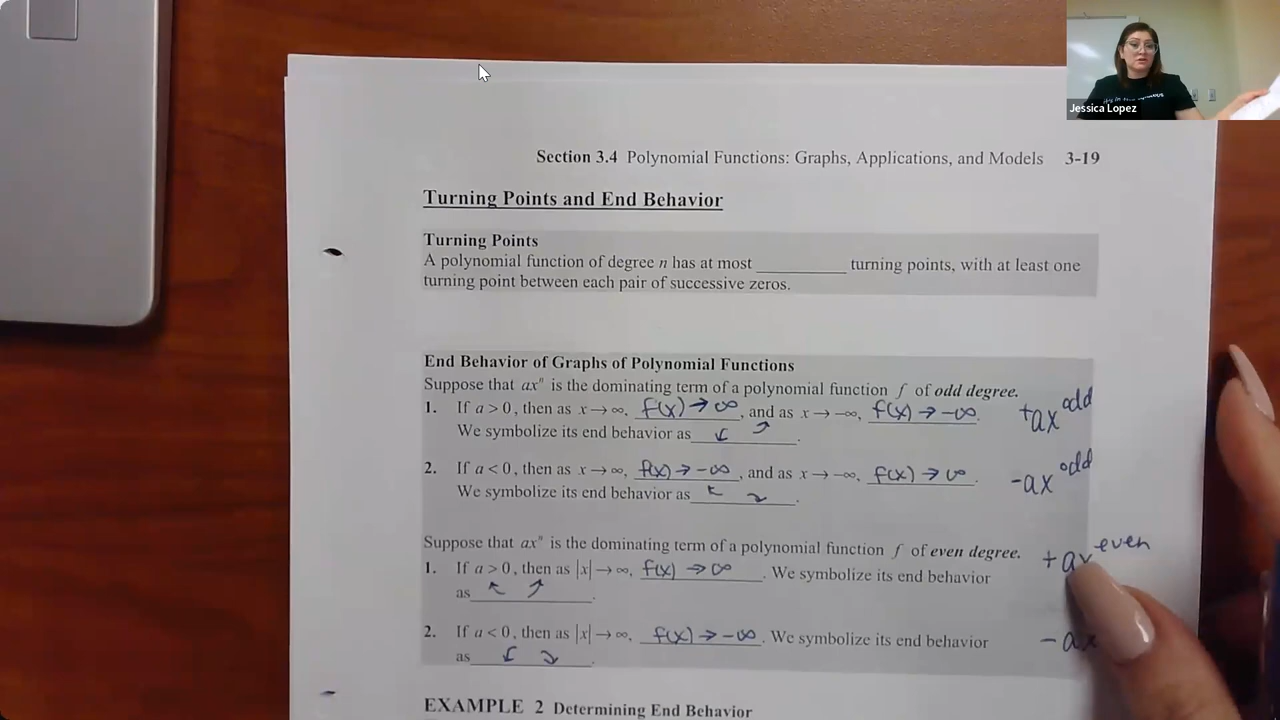 Jessica Lopez
Section 3.4 Polynomial Functions: Graphs, Applications, and Models 3-19
Turning Points and End Behavior
Turning Points
A polynomial function of degree n has at most ________ turning points, with at least one
turning point between each pair of successive zeros.
End Behavior of Graphs of Polynomial Functions
Suppose that axⁿ is the dominating term of a polynomial function f of odd degree.
1. If a > 0, then as x → ∞, f(x) → ∞, and as x → −∞, f(x) → −∞. +ax^odd
We symbolize its end behavior as ↙ ↗.
2. If a < 0, then as x → ∞, f(x) → −∞, and as x → −∞, f(x) → ∞. -ax^odd
We symbolize its end behavior as ↖ ↘.
Suppose that axⁿ is the dominating term of a polynomial function f of even degree.
+ax^even
1. If a > 0, then as |x| → ∞, f(x) → ∞. We symbolize its end behavior
as ↖ ↗.
2. If a < 0, then as |x| → ∞, f(x) → −∞. We symbolize its end behavior -ax
as ↙ ↘.
EXAMPLE 2 Determining End Behavior